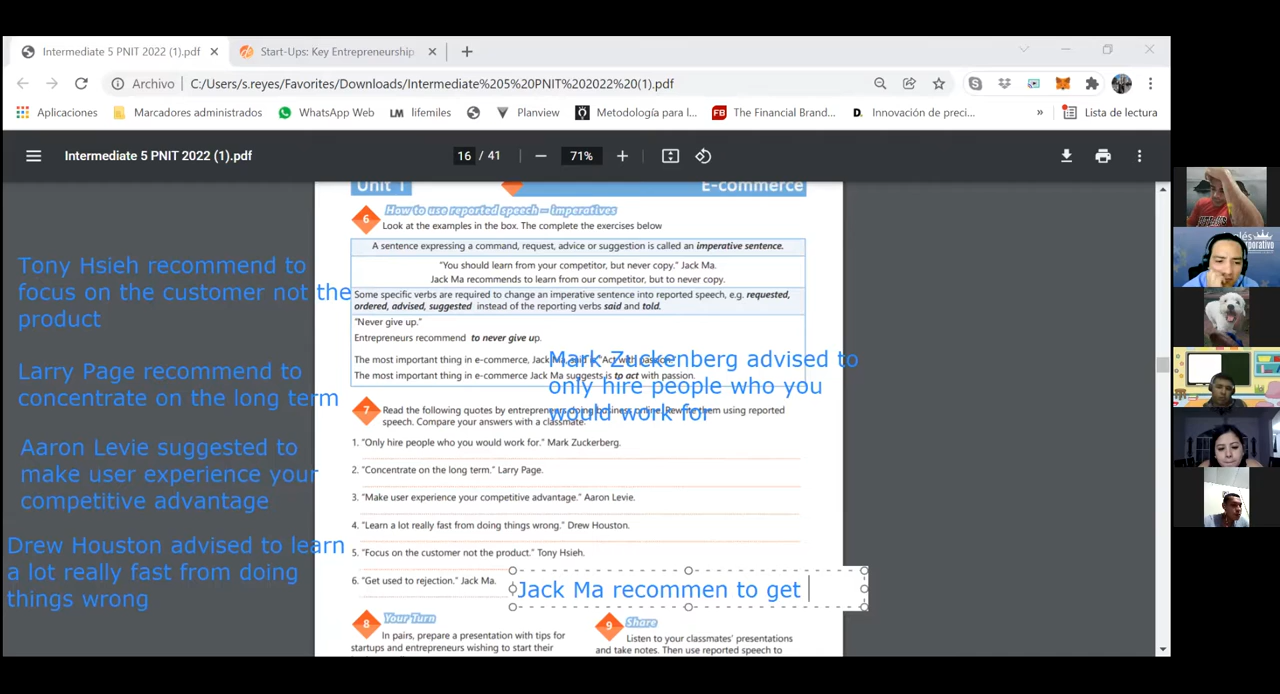 Intermediate 5 PNIT 2022 (1).pdf
Start-Ups: Key Entrepreneurship
Archivo
C:/Users/s.reyes/Favorites/Downloads/Intermediate%205%20PNIT%202022%20(1).pdf
Aplicaciones
Marcadores administrados
WhatsApp Web
LM lifemiles
Planview
Metodología para l...
FB The Financial Brand...
D. Innovación de preci...
»
Lista de lectura
Intermediate 5 PNIT 2022 (1).pdf
16 / 41
71%
Unit 1
E-commerce
6
How to use reported speech – imperatives
Look at the examples in the box. The complete the exercises below
A sentence expressing a command, request, advice or suggestion is called an imperative sentence.
"You should learn from your competitor, but never copy." Jack Ma.
Jack Ma recommends to learn from our competitor, but to never copy.
Some specific verbs are required to change an imperative sentence into reported speech, e.g. requested,
ordered, advised, suggested instead of the reporting verbs said and told.
"Never give up."
Entrepreneurs recommend to never give up.
The most important thing in e-commerce, Jack Ma said is "Act with passion."
The most important thing in e-commerce Jack Ma suggests is to act with passion.
7
Read the following quotes by entrepreneurs doing business online. Rewrite them using reported
speech. Compare your answers with a classmate.
1. "Only hire people who you would work for." Mark Zuckerberg.
2. "Concentrate on the long term." Larry Page.
3. "Make user experience your competitive advantage." Aaron Levie.
4. "Learn a lot really fast from doing things wrong." Drew Houston.
5. "Focus on the customer not the product." Tony Hsieh.
6. "Get used to rejection." Jack Ma.
8
Your Turn
In pairs, prepare a presentation with tips for
startups and entrepreneurs wishing to start their
9
Share
Listen to your classmates' presentations
and take notes. Then use reported speech to
Tony Hsieh recommend to
focus on the customer not the
product
Larry Page recommend to
concentrate on the long term
Aaron Levie suggested to
make user experience your
competitive advantage
Drew Houston advised to learn
a lot really fast from doing
things wrong
Mark Zuckenberg advised to
only hire people who you
would work for
Jack Ma recommen to get